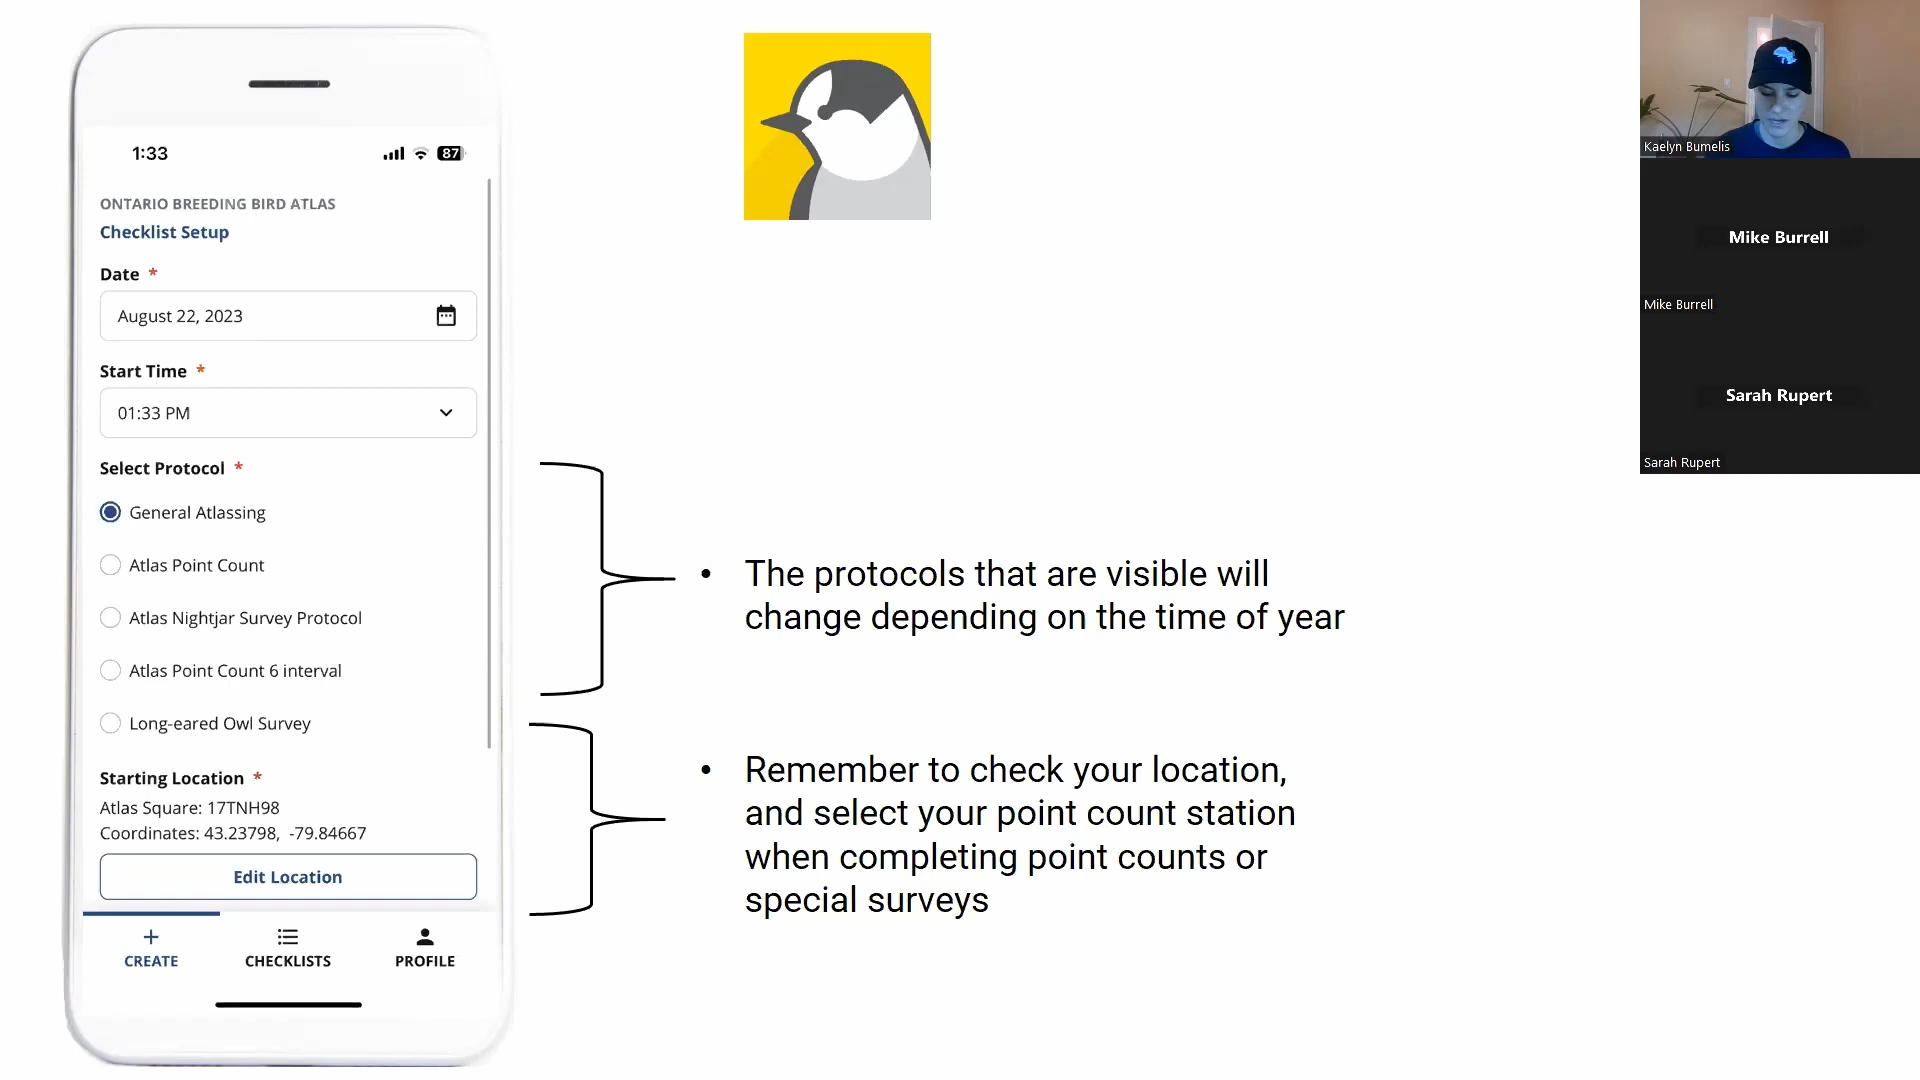 1:33
87
ONTARIO BREEDING BIRD ATLAS
Checklist Setup
Date *
August 22, 2023
Start Time *
01:33 PM
Select Protocol *
General Atlassing
Atlas Point Count
Atlas Nightjar Survey Protocol
Atlas Point Count 6 interval
Long-eared Owl Survey
Starting Location *
Atlas Square: 17TNH98
Coordinates: 43.23798, -79.84667
Edit Location
CREATE
CHECKLISTS
PROFILE
• The protocols that are visible will
change depending on the time of year
• Remember to check your location,
and select your point count station
when completing point counts or
special surveys
Kaelyn Bumelis
Mike Burrell
Mike Burrell
Sarah Rupert
Sarah Rupert